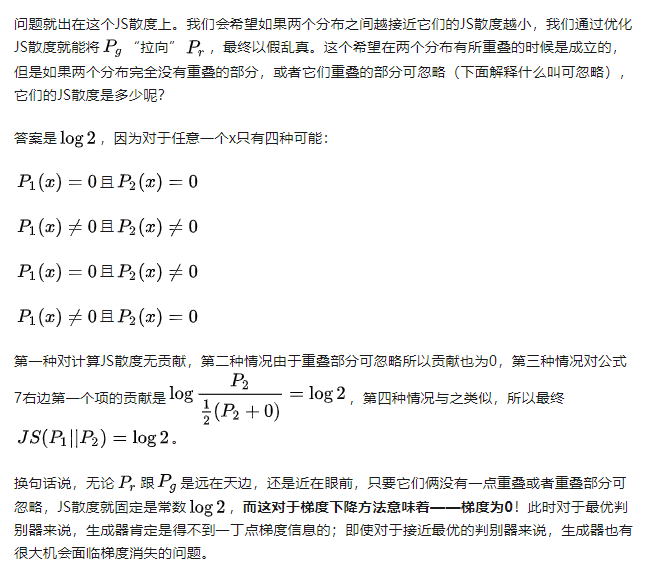 问题就出在这个JS散度上。我们会希望如果两个分布之间越接近它们的JS散度越小，我们通过优化
JS散度就能将 P_g “拉向” P_r ，最终以假乱真。这个希望在两个分布有所重叠的时候是成立的，
但是如果两个分布完全没有重叠的部分，或者它们重叠的部分可忽略（下面解释什么叫可忽略），
它们的JS散度是多少呢？
答案是 log 2 ，因为对于任意一个x只有四种可能：
P_1(x) = 0 且 P_2(x) = 0
P_1(x) ≠ 0 且 P_2(x) ≠ 0
P_1(x) = 0 且 P_2(x) ≠ 0
P_1(x) ≠ 0 且 P_2(x) = 0
第一种对计算JS散度无贡献，第二种情况由于重叠部分可忽略所以贡献也为0，第三种情况对公式
7右边第一个项的贡献是 log \frac{P_2}{\frac{1}{2}(P_2 + 0)} = log 2 ，第四种情况与之类似，所以最终
JS(P_1||P_2) = log 2 。
换句话说，无论 P_r 跟 P_g 是远在天边，还是近在眼前，只要它们俩没有一点重叠或者重叠部分可
忽略，JS散度就固定是常数 log 2 ，而这对于梯度下降方法意味着——梯度为0！此时对于最优判
别器来说，生成器肯定是得不到一丁点梯度信息的；即使对于接近最优的判别器来说，生成器也有
很大机会面临梯度消失的问题。